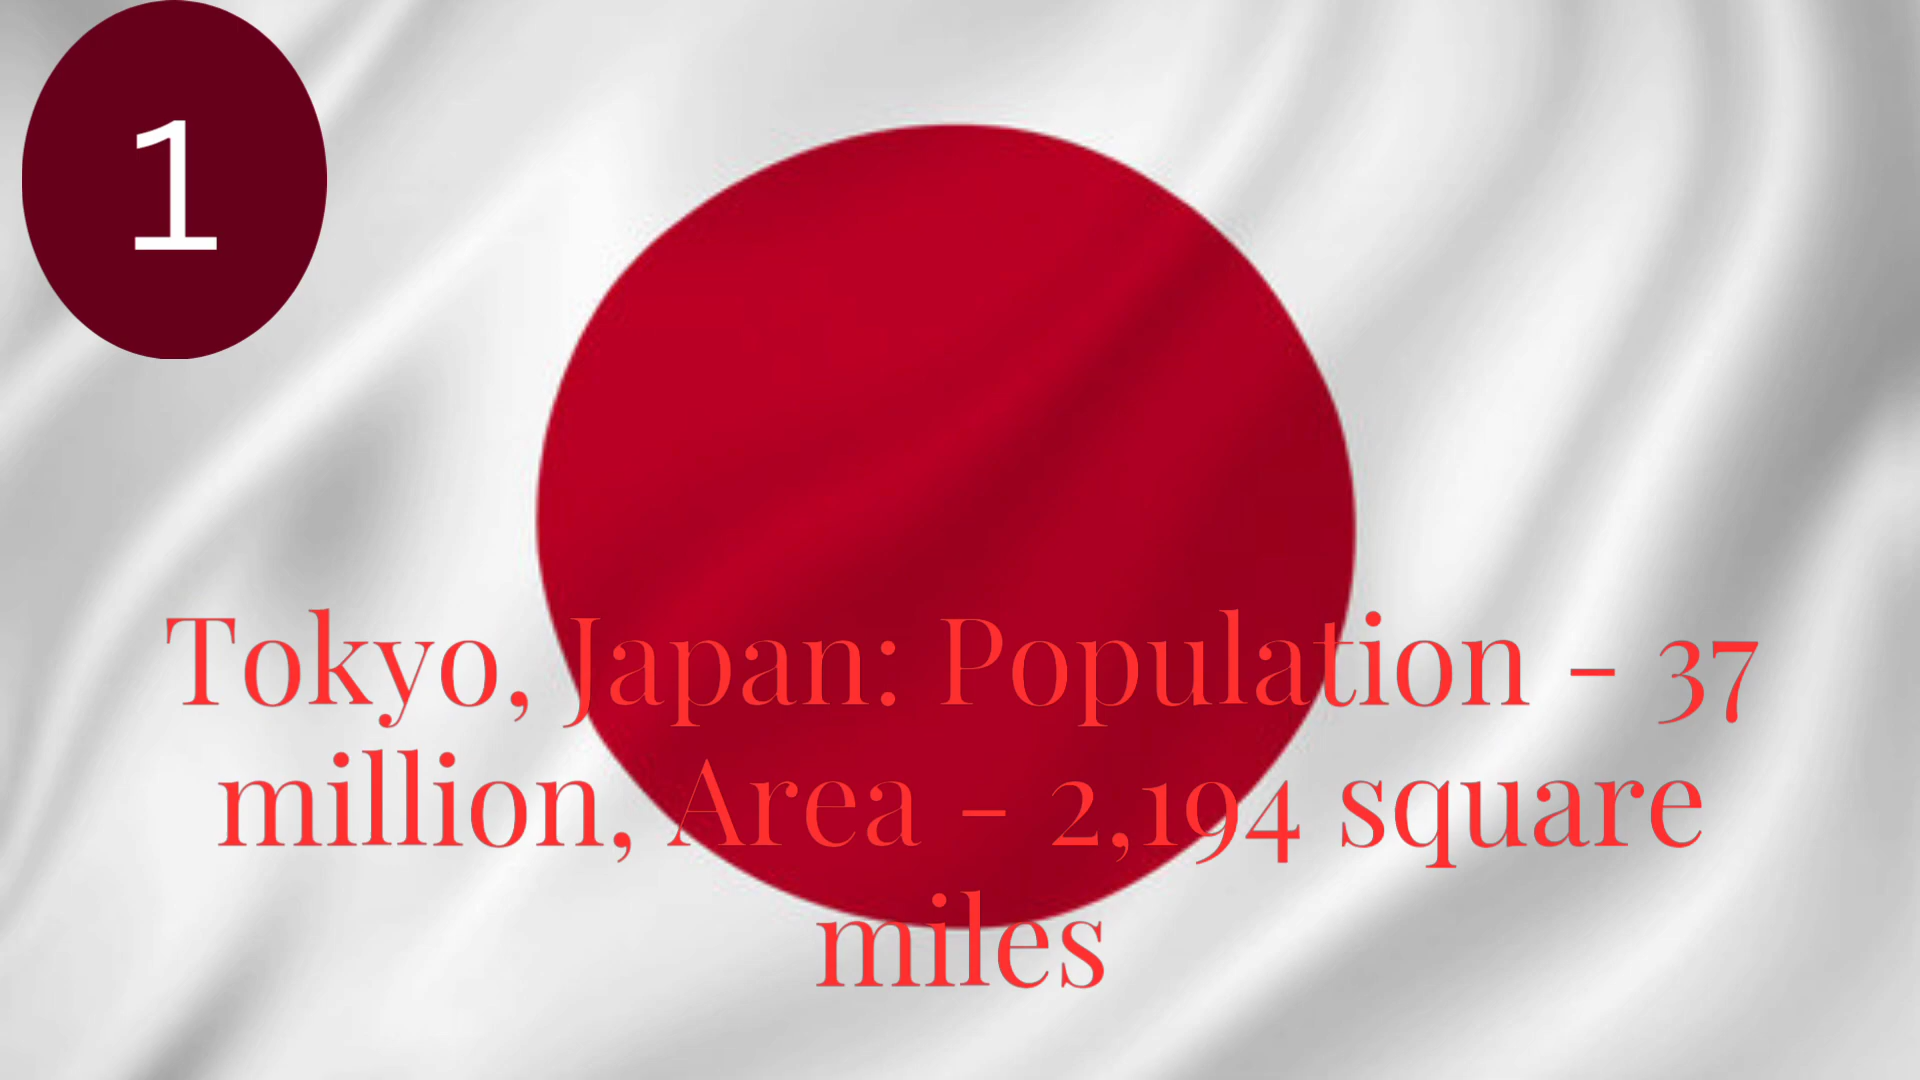 1
Tokyo, Japan: Population - 37
million, Area - 2,194 square
miles